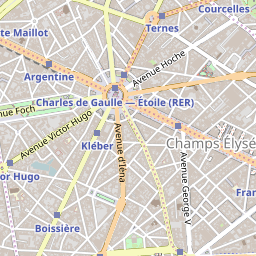 Courcelles
te Maillot
Ternes
Avenue Hoche
Argentine
Charles de Gaulle — Étoile (RER)
nue Foch
Avenue Victor Hugo
Avenue d'Iéna
Kléber
Champs Élysé
or Hugo
Avenue George V
Fran
Boissière